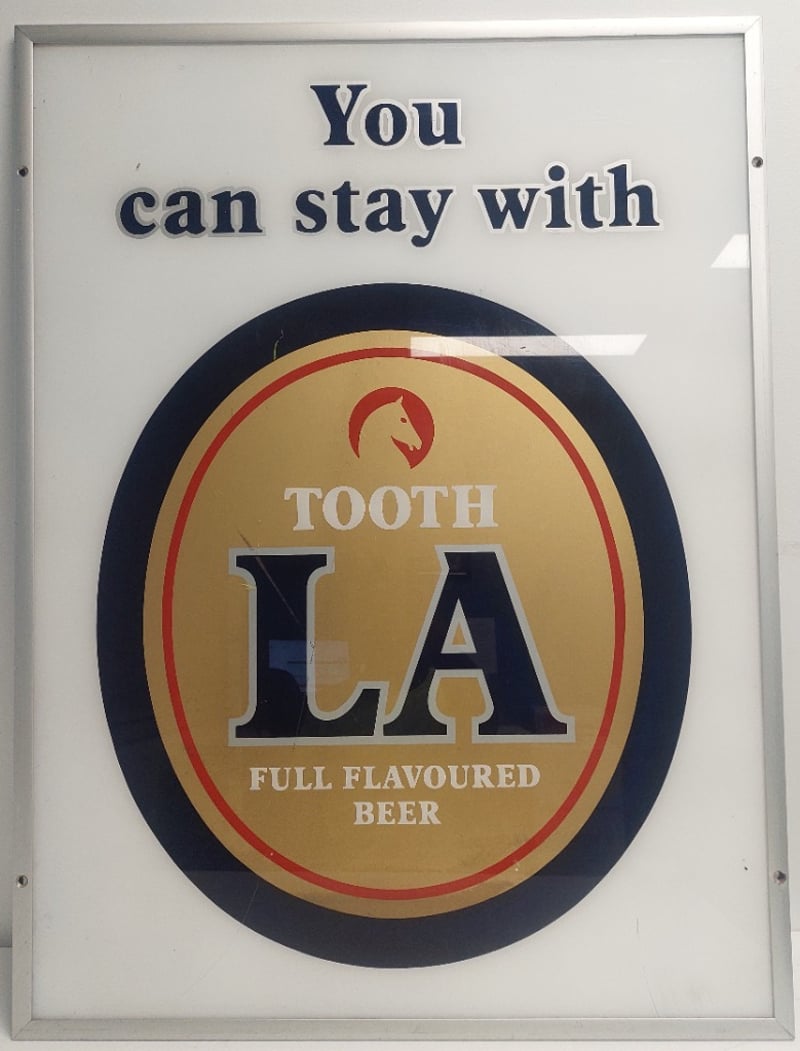 You
can stay with
TOOTH
LA
FULL FLAVOURED
BEER